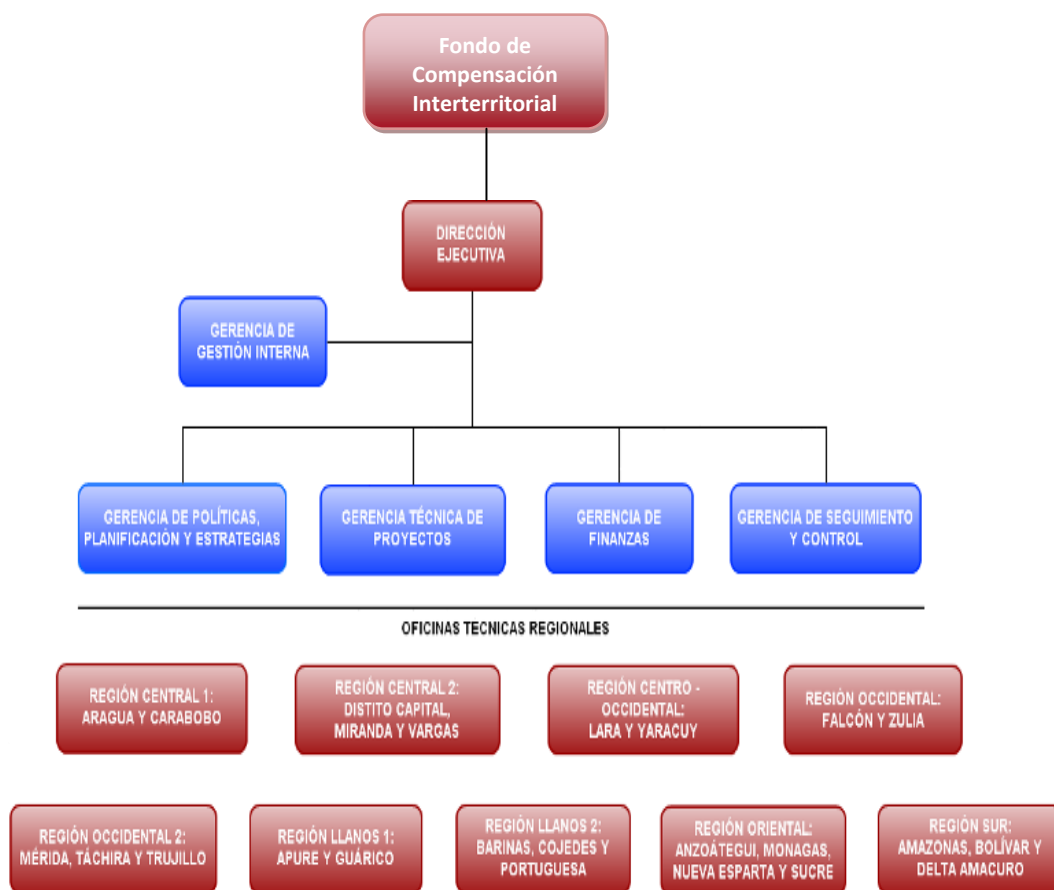 Fondo de
Compensación
Interterritorial
DIRECCIÓN
EJECUTIVA
GERENCIA DE
GESTIÓN INTERNA
GERENCIA DE POLÍTICAS,
PLANIFICACIÓN Y ESTRATEGIAS
GERENCIA TÉCNICA DE
PROYECTOS
GERENCIA DE
FINANZAS
GERENCIA DE SEGUIMIENTO
Y CONTROL
OFICINAS TECNICAS REGIONALES
REGIÓN CENTRAL 1:
ARAGUA Y CARABOBO
REGIÓN CENTRAL 2:
DISTITO CAPITAL,
MIRANDA Y VARGAS
REGIÓN CENTRO -
OCCIDENTAL:
LARA Y YARACUY
REGIÓN OCCIDENTAL:
FALCÓN Y ZULIA
REGIÓN OCCIDENTAL 2:
MÉRIDA, TÁCHIRA Y TRUJILLO
REGIÓN LLANOS 1:
APURE Y GUÁRICO
REGIÓN LLANOS 2:
BARINAS, COJEDES Y
PORTUGUESA
REGIÓN ORIENTAL:
ANZOÁTEGUI, MONAGAS,
NUEVA ESPARTA Y SUCRE
REGIÓN SUR:
AMAZONAS, BOLÍVAR Y
DELTA AMACURO